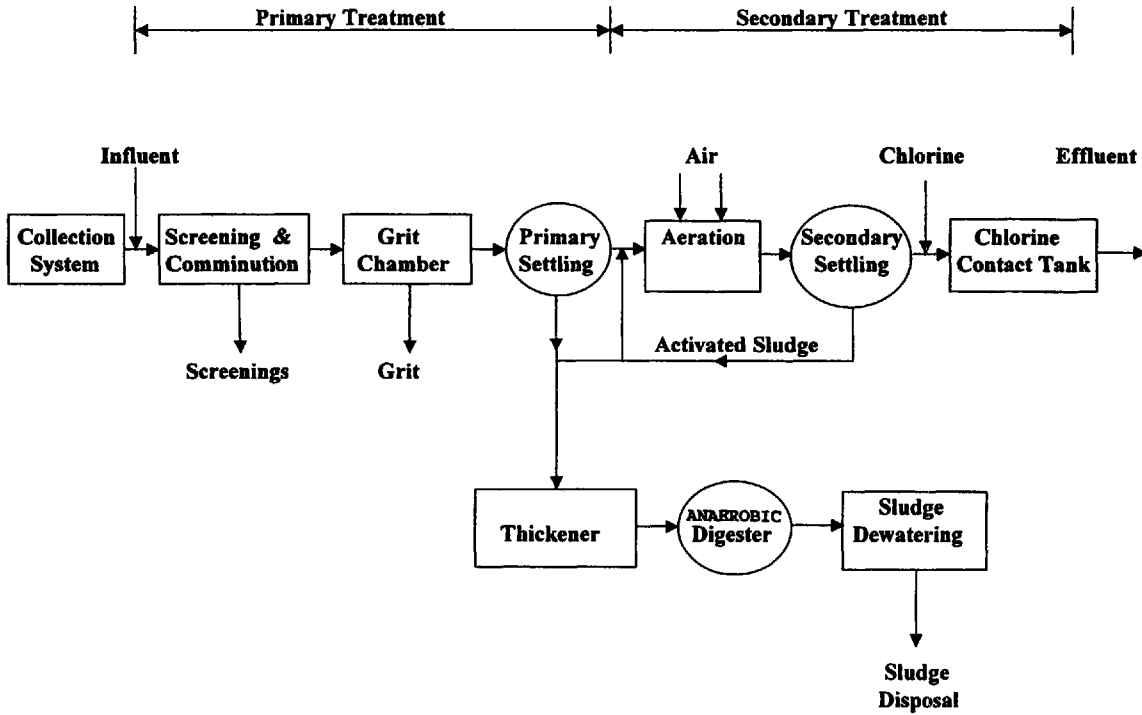 Primary Treatment
Secondary Treatment
Influent
Air
Chlorine
Effluent
Collection
System
Screening &
Comminution
Grit
Chamber
Primary
Settling
Aeration
Secondary
Settling
Chlorine
Contact Tank
Screenings
Grit
Activated Sludge
Thickener
ANAEROBIC
Digester
Sludge
Dewatering
Sludge
Disposal